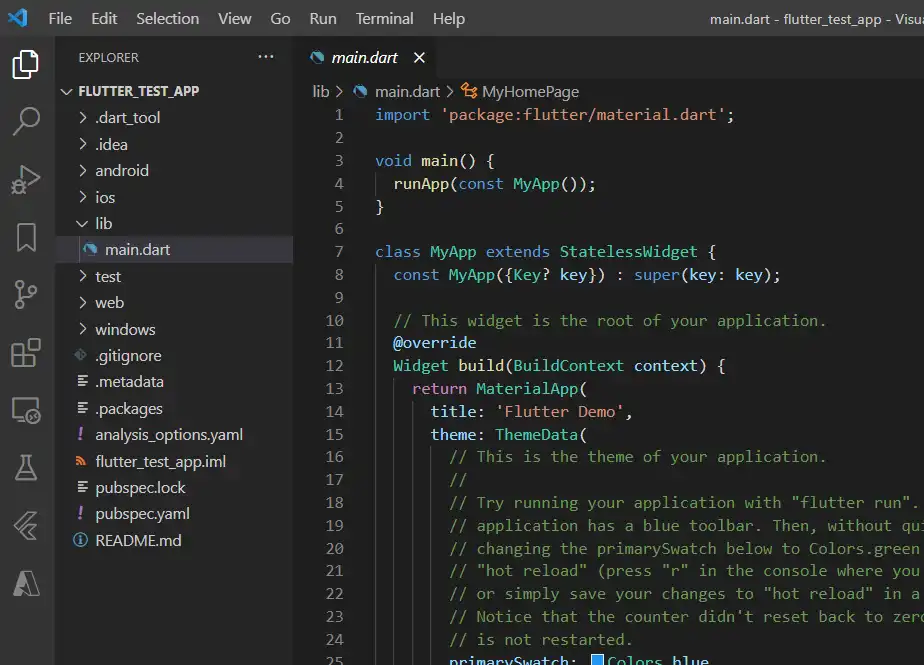 File Edit Selection View Go Run Terminal Help main.dart - flutter_test_app - Visua
EXPLORER ...
FLUTTER_TEST_APP
.dart_tool
.idea
android
ios
lib
main.dart
test
web
windows
.gitignore
.metadata
.packages
analysis_options.yaml
flutter_test_app.iml
pubspec.lock
pubspec.yaml
README.md
main.dart
lib > main.dart > MyHomePage
1 import 'package:flutter/material.dart';
2
3 void main() {
4 runApp(const MyApp());
5 }
6
7 class MyApp extends StatelessWidget {
8 const MyApp({Key? key}) : super(key: key);
9
10 // This widget is the root of your application.
11 @override
12 Widget build(BuildContext context) {
13 return MaterialApp(
14 title: 'Flutter Demo',
15 theme: ThemeData(
16 // This is the theme of your application.
17 //
18 // Try running your application with "flutter run".
19 // application has a blue toolbar. Then, without qui
20 // changing the primarySwatch below to Colors.green
21 // "hot reload" (press "r" in the console where you
22 // or simply save your changes to "hot reload" in a
23 // Notice that the counter didn't reset back to zero
24 // is not restarted.
25 primarySwatch: Colors.blue